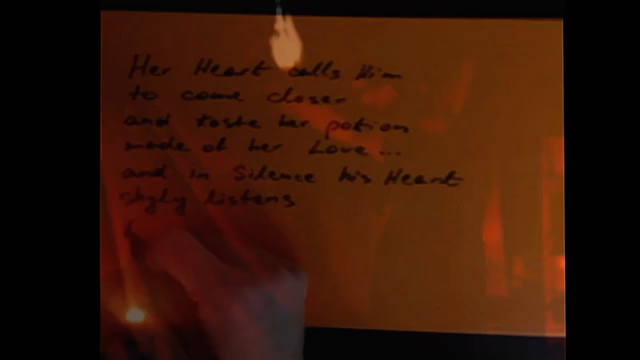 Her Heart calls Him
to come closer
and taste her potion
made of her Love...
and in Silence his Heart
shyly listens